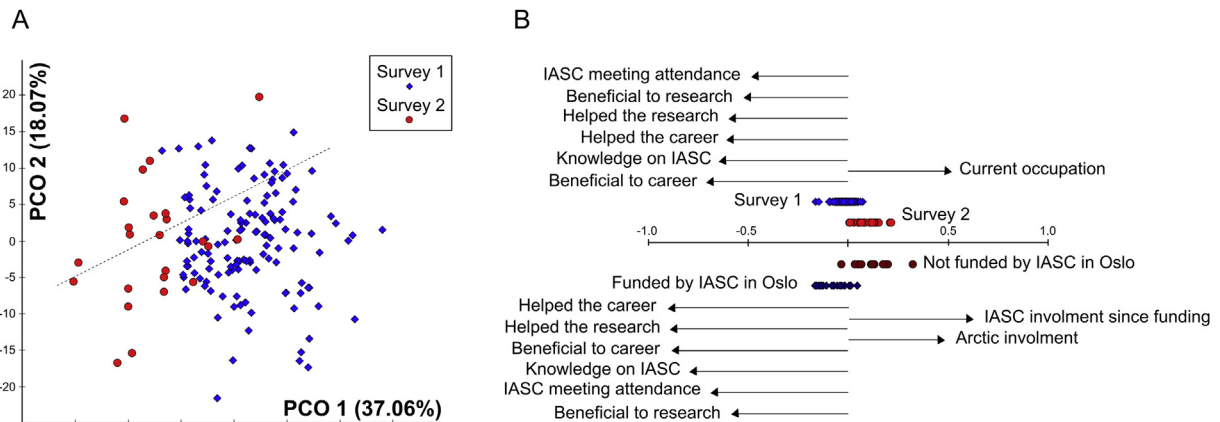 A
B
PCO 2 (18.07%)
20
15
10
5
0
-5
-10
-15
-20
Survey 1
Survey 2
PCO 1 (37.06%)
IASC meeting attendance
Beneficial to research
Helped the research
Helped the career
Knowledge on IASC
Current occupation
Beneficial to career
Survey 1
Survey 2
-1.0
-0.5
0
0.5
1.0
Not funded by IASC in Oslo
Funded by IASC in Oslo
Helped the career
IASC involment since funding
Helped the research
Arctic involment
Beneficial to career
Knowledge on IASC
IASC meeting attendance
Beneficial to research